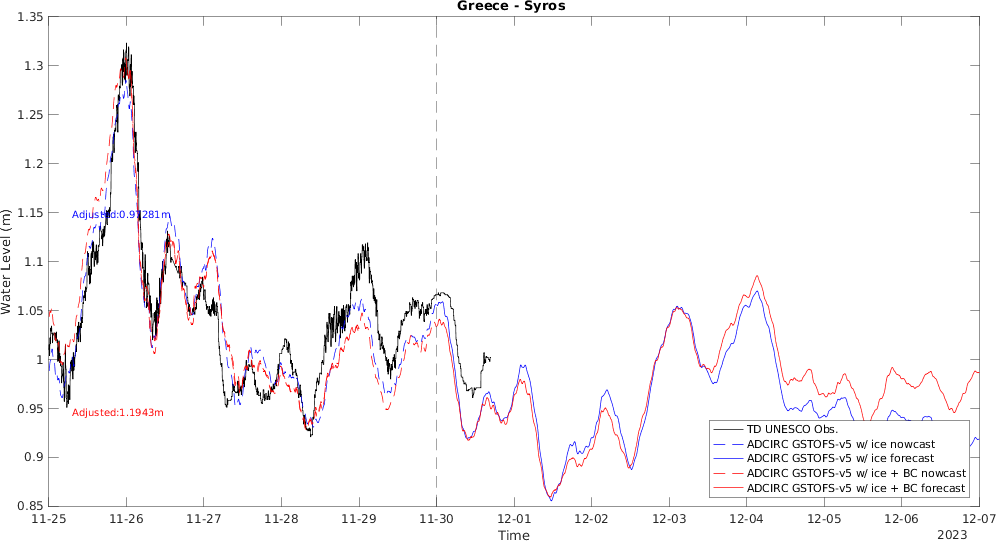 Greece - Syros
1.35
1.3
1.25
1.2
1.15
1.1
1.05
1
0.95
0.9
0.85
Water Level (m)
Adjusted:0.97281m
Adjusted:1.1943m
TD UNESCO Obs.
ADCIRC GSTOFS-v5 w/ ice nowcast
ADCIRC GSTOFS-v5 w/ ice forecast
ADCIRC GSTOFS-v5 w/ ice + BC nowcast
ADCIRC GSTOFS-v5 w/ ice + BC forecast
11-25 11-26 11-27 11-28 11-29 11-30 12-01 12-02 12-03 12-04 12-05 12-06 12-07
Time
2023